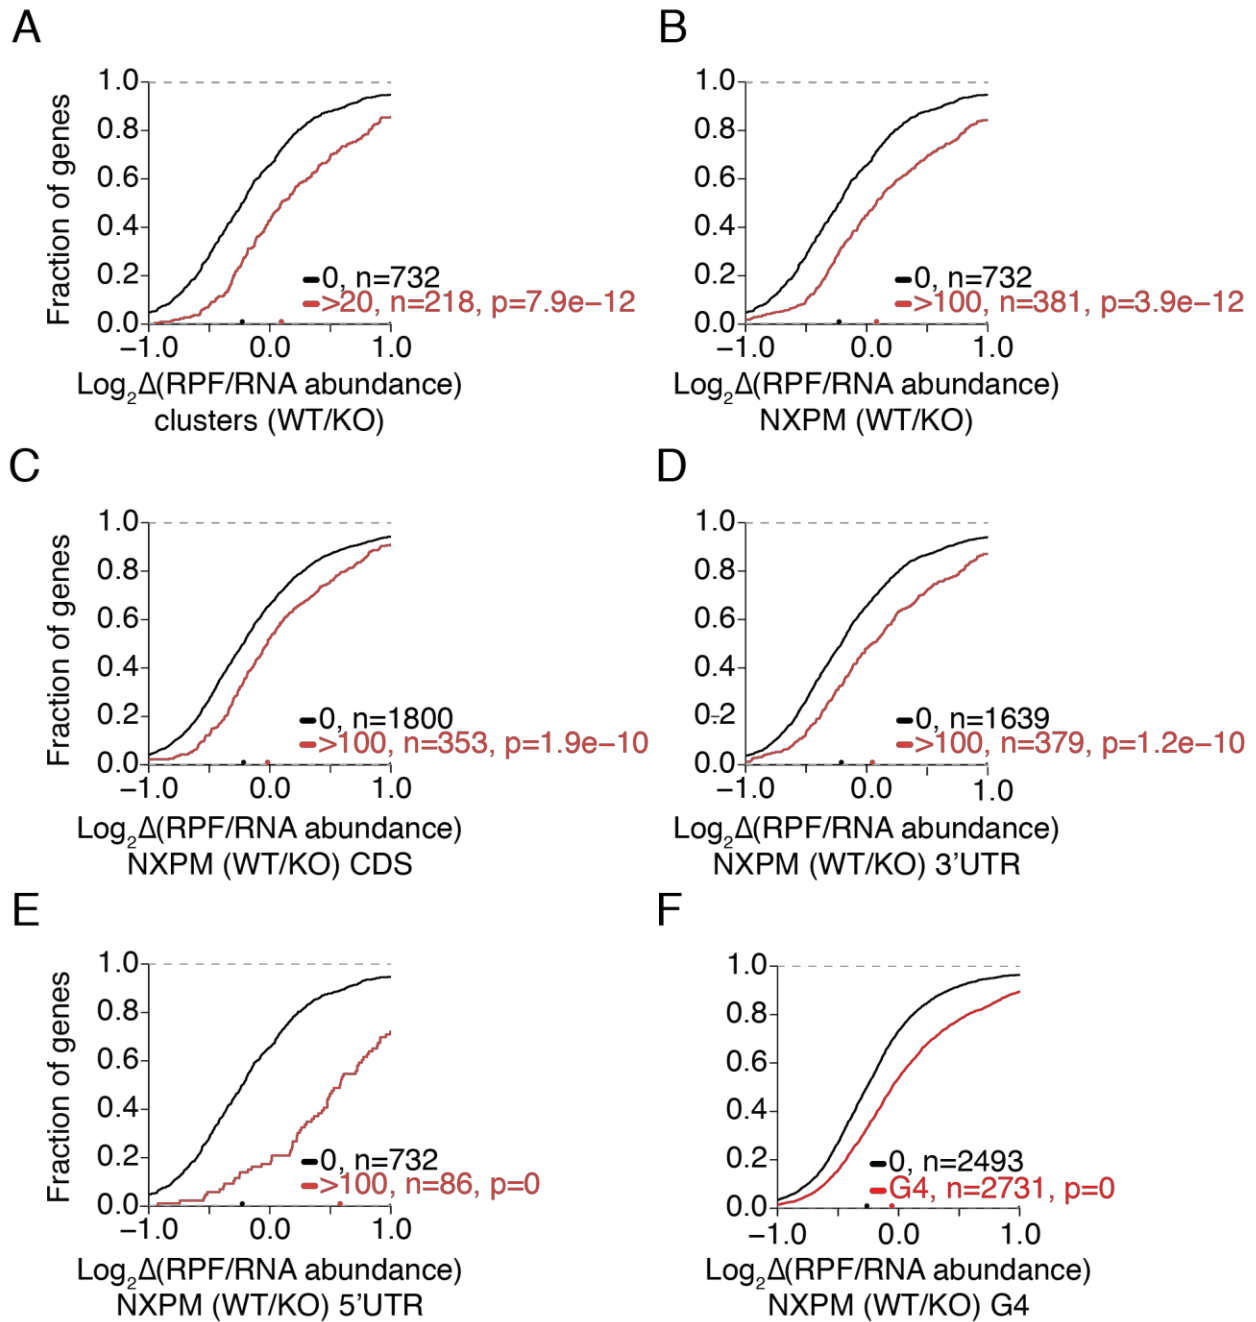 A
Fraction of genes
1.0
0.8
0.6
0.4
0.2
0.0
0, n=732
>20, n=218, p=7.9e−12
−1.0 0.0 1.0
Log₂Δ(RPF/RNA abundance)
clusters (WT/KO)
B
1.0
0.8
0.6
0.4
0.2
0.0
0, n=732
>100, n=381, p=3.9e−12
−1.0 0.0 1.0
Log₂Δ(RPF/RNA abundance)
NXPM (WT/KO)
C
Fraction of genes
1.0
0.8
0.6
0.4
0.2
0.0
0, n=1800
>100, n=353, p=1.9e−10
−1.0 0.0 1.0
Log₂Δ(RPF/RNA abundance)
NXPM (WT/KO) CDS
D
1.0
0.8
0.6
0.4
0.2
0.0
0, n=1639
>100, n=379, p=1.2e−10
−1.0 0.0 1.0
Log₂Δ(RPF/RNA abundance)
NXPM (WT/KO) 3’UTR
E
Fraction of genes
1.0
0.8
0.6
0.4
0.2
0.0
0, n=732
>100, n=86, p=0
−1.0 0.0 1.0
Log₂Δ(RPF/RNA abundance)
NXPM (WT/KO) 5’UTR
F
1.0
0.8
0.6
0.4
0.2
0.0
0, n=2493
G4, n=2731, p=0
−1.0 0.0 1.0
Log₂Δ(RPF/RNA abundance)
NXPM (WT/KO) G4